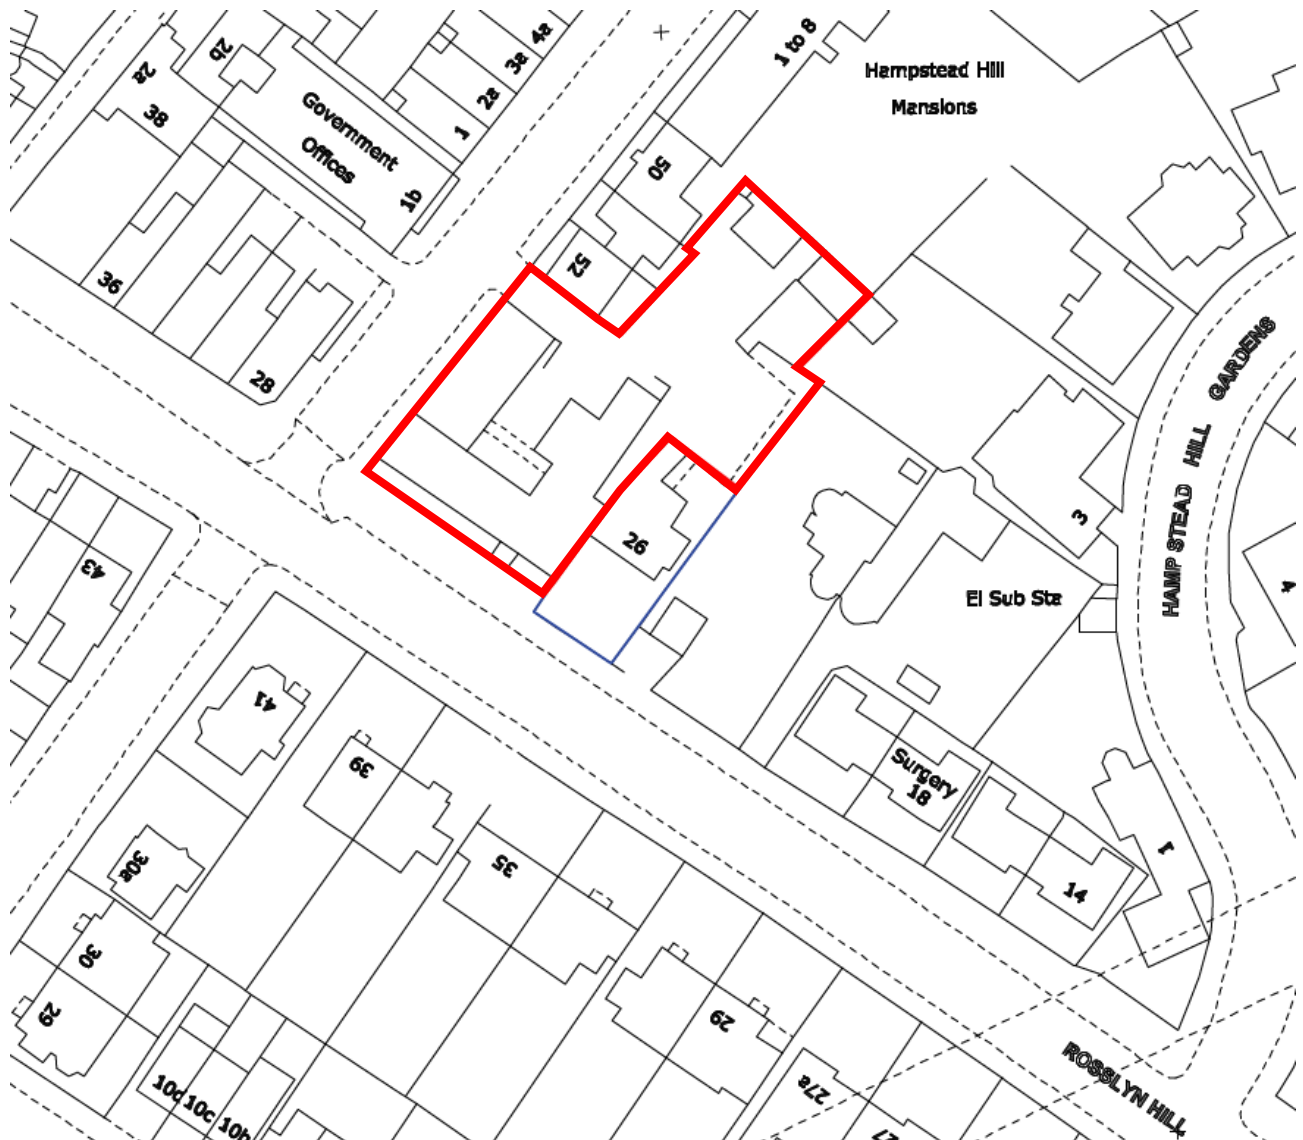 4a
3a
2a
1
2b
2a
38
Government
Offices
1b
36
28
1 to 8
Hampstead Hill
Mansions
50
52
26
43
41
39
35
30a
30
29
10d
10c
10b
29
27a
27
El Sub Sta
3
4
Surgery
18
14
1
HAMPSTEAD HILL GARDENS
ROSSLYN HILL